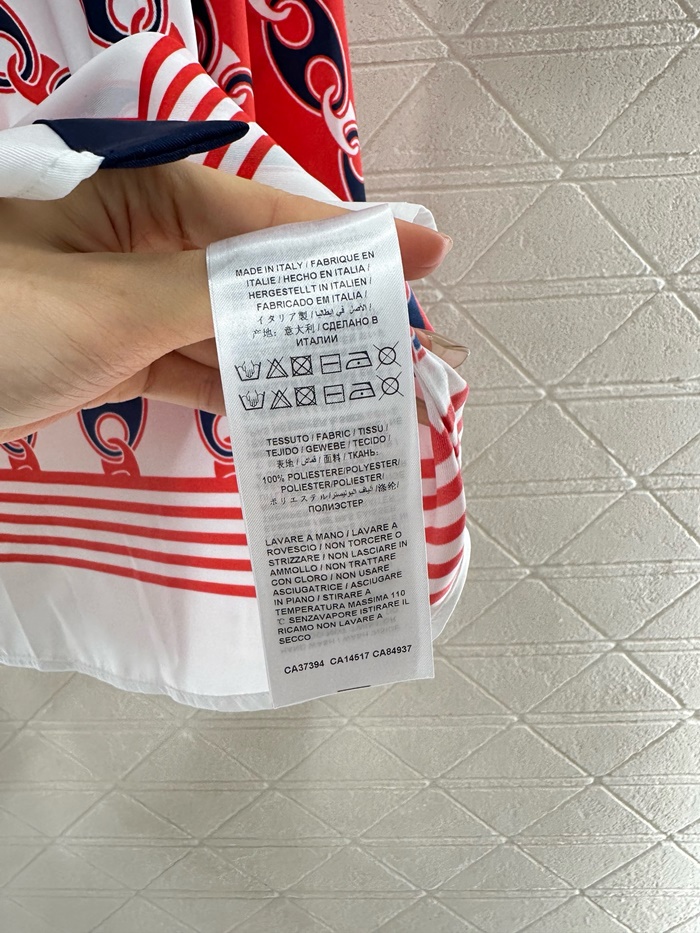 MADE IN ITALY / FABRIQUE EN
ITALIE / HECHO EN ITALIA /
HERGESTELLT IN ITALIEN /
FABRICADO EM ITALIA /
イタリア製 / الأصل في إيطاليا /
产地: 意大利 / СДЕЛАНО В
ИТАЛИИ
TESSUTO / FABRIC / TISSU /
TEJIDO / GEWEBE / TECIDO /
表地 / قماش / 面料 / ТКАНЬ:
100% POLIESTERE/POLYESTER/
POLIESTER/POLIESTER/
ポリエステル/ /涤纶/
ПОЛИЭСТЕР
LAVARE A MANO / LAVARE A
ROVESCIO / NON TORCERE O
STRIZZARE / NON LASCIARE IN
AMMOLLO / NON TRATTARE
CON CLORO / NON USARE
ASCIUGATRICE / ASCIUGARE
IN PIANO / STIRARE A
TEMPERATURA MASSIMA 110
°C SENZAVAPORE ISTIRARE IL
RICAMO NON LAVARE A
SECCO
CA37394 CA14517 CA84937